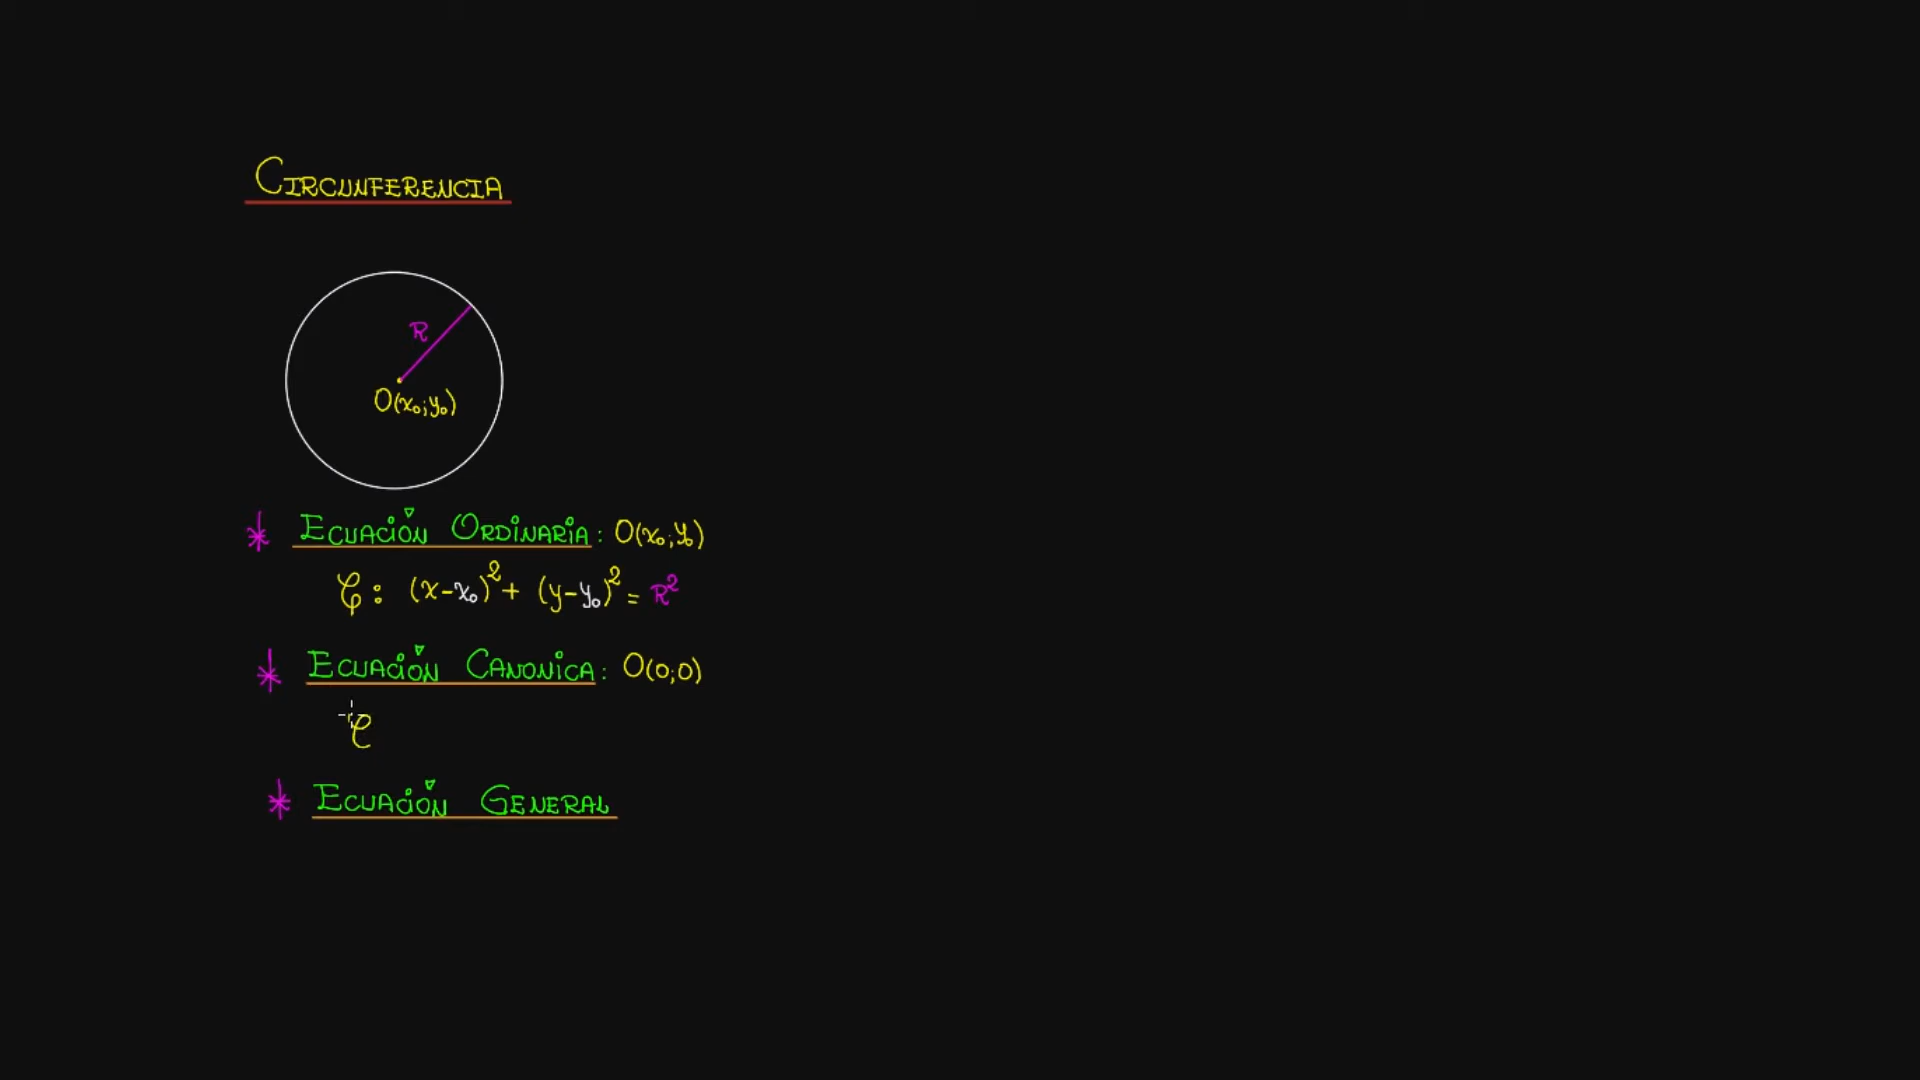 CIRCUNFERENCIA
R
O(x₀;y₀)
* ECUACIÓN ORDINARIA: O(x₀;y₀)
𝒞: (x-x₀)²+ (y-y₀)² = R²
* ECUACIÓN CANONICA: O(0;0)
𝒞
* ECUACIÓN GENERAL